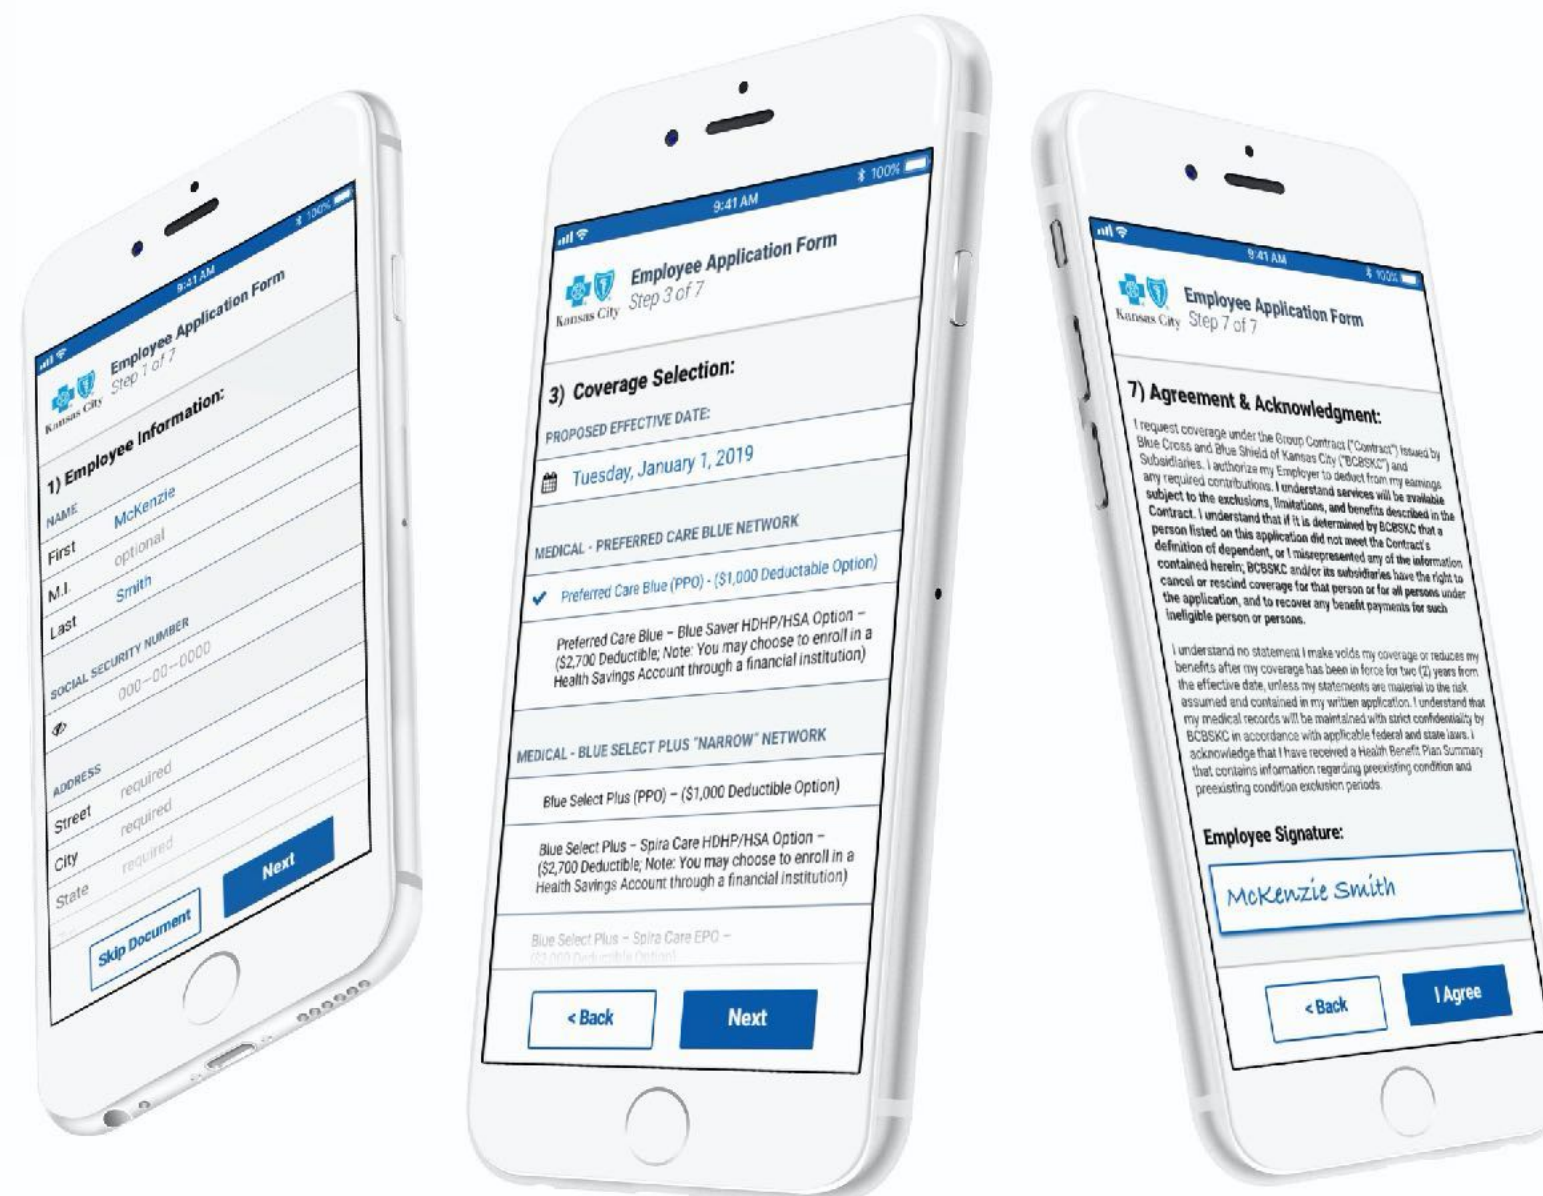 9:41 AM
100%
Kansas City
Employee Application Form
Step 1 of 7
1) Employee Information:
NAME
First McKenzie
M.I. optional
Last Smith
SOCIAL SECURITY NUMBER
000-00-0000
ADDRESS
Street required
City required
State required
Skip Document
Next
9:41 AM
100%
Kansas City
Employee Application Form
Step 3 of 7
3) Coverage Selection:
PROPOSED EFFECTIVE DATE:
Tuesday, January 1, 2019
MEDICAL - PREFERRED CARE BLUE NETWORK
Preferred Care Blue (PPO) - ($1,000 Deductable Option)
Preferred Care Blue – Blue Saver HDHP/HSA Option –
($2,700 Deductible; Note: You may choose to enroll in a
Health Savings Account through a financial institution)
MEDICAL - BLUE SELECT PLUS "NARROW" NETWORK
Blue Select Plus (PPO) – ($1,000 Deductible Option)
Blue Select Plus – Spira Care HDHP/HSA Option –
($2,700 Deductible; Note: You may choose to enroll in a
Health Savings Account through a financial institution)
Blue Select Plus – Spira Care EPO –
Deductible Option)
< Back
Next
9:41 AM
100%
Kansas City
Employee Application Form
Step 7 of 7
7) Agreement & Acknowledgment:
I request coverage under the Group Contract ("Contract") issued by
Blue Cross and Blue Shield of Kansas City ("BCBSKC") and
Subsidiaries. I authorize my Employer to deduct from my earnings
any required contributions. I understand services will be available
subject to the exclusions, limitations, and benefits described in the
Contract. I understand that if it is determined by BCBSKC that a
person listed on this application did not meet the Contract's
definition of dependent, or I misrepresented any of the information
contained herein; BCBSKC and/or its subsidiaries have the right to
cancel or rescind coverage for that person or for all persons under
the application, and to recover any benefit payments for such
ineligible person or persons.
I understand no statement I make voids my coverage or reduces my
benefits after my coverage has been in force for two (2) years from
the effective date, unless my statements are material to the risk
assumed and contained in my written application. I understand that
my medical records will be maintained with strict confidentiality by
BCBSKC in accordance with applicable federal and state laws. I
acknowledge that I have received a Health Benefit Plan Summary
that contains information regarding preexisting condition and
preexisting condition exclusion periods.
Employee Signature:
McKenzie Smith
< Back
I Agree